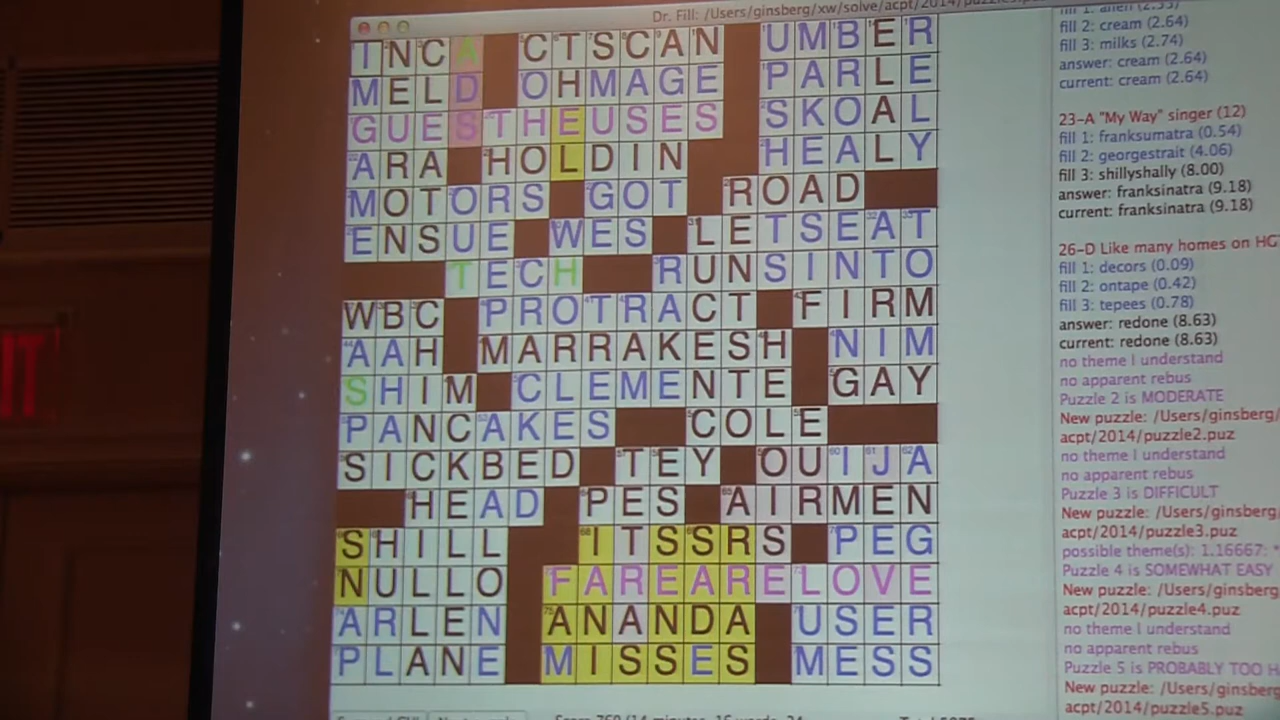 Dr. Fill: /Users/ginsberg/xw/solve/acpt/2014/
INCA CTSCAN UMBER
MELD OHMAGE PARLE
GUESTHEUSES SKOAL
ARA HOLDIN HEALY
MOTORS GOT ROAD
ENSUE WES LETSEAT
TECH RUNSINTO
WBC PROTRACT FIRM
AAH MARRAKESH NIM
SHIM CLEMENTE GAY
PANCAKES COLE
SICKBED TEY OUIJA
HEAD PES AIRMEN
SHILL ITSSRS PEG
NULLO FAREARELOVE
ARLEN ANANDA USER
PLANE MISSES MESS
fill 2: cream (2.64)
fill 3: milks (2.74)
answer: cream (2.64)
current: cream (2.64)
23-A "My Way" singer (12)
fill 1: franksumatra (0.54)
fill 2: georgestrait (4.06)
fill 3: shillyshally (8.00)
answer: franksinatra (9.18)
current: franksinatra (9.18)
26-D Like many homes on HG
fill 1: decors (0.09)
fill 2: ontape (0.42)
fill 3: tepees (0.78)
answer: redone (8.63)
current: redone (8.63)
no theme I understand
no apparent rebus
Puzzle 2 is MODERATE
New puzzle: /Users/ginsberg/
acpt/2014/puzzle2.puz
no theme I understand
no apparent rebus
Puzzle 3 is DIFFICULT
New puzzle: /Users/ginsberg
acpt/2014/puzzle3.puz
possible theme(s): 1.16667:
Puzzle 4 is SOMEWHAT EASY
New puzzle: /Users/ginsberg
acpt/2014/puzzle4.puz
no theme I understand
no apparent rebus
Puzzle 5 is PROBABLY TOO H
New puzzle: /Users/ginsberg
acpt/2014/puzzle5.puz